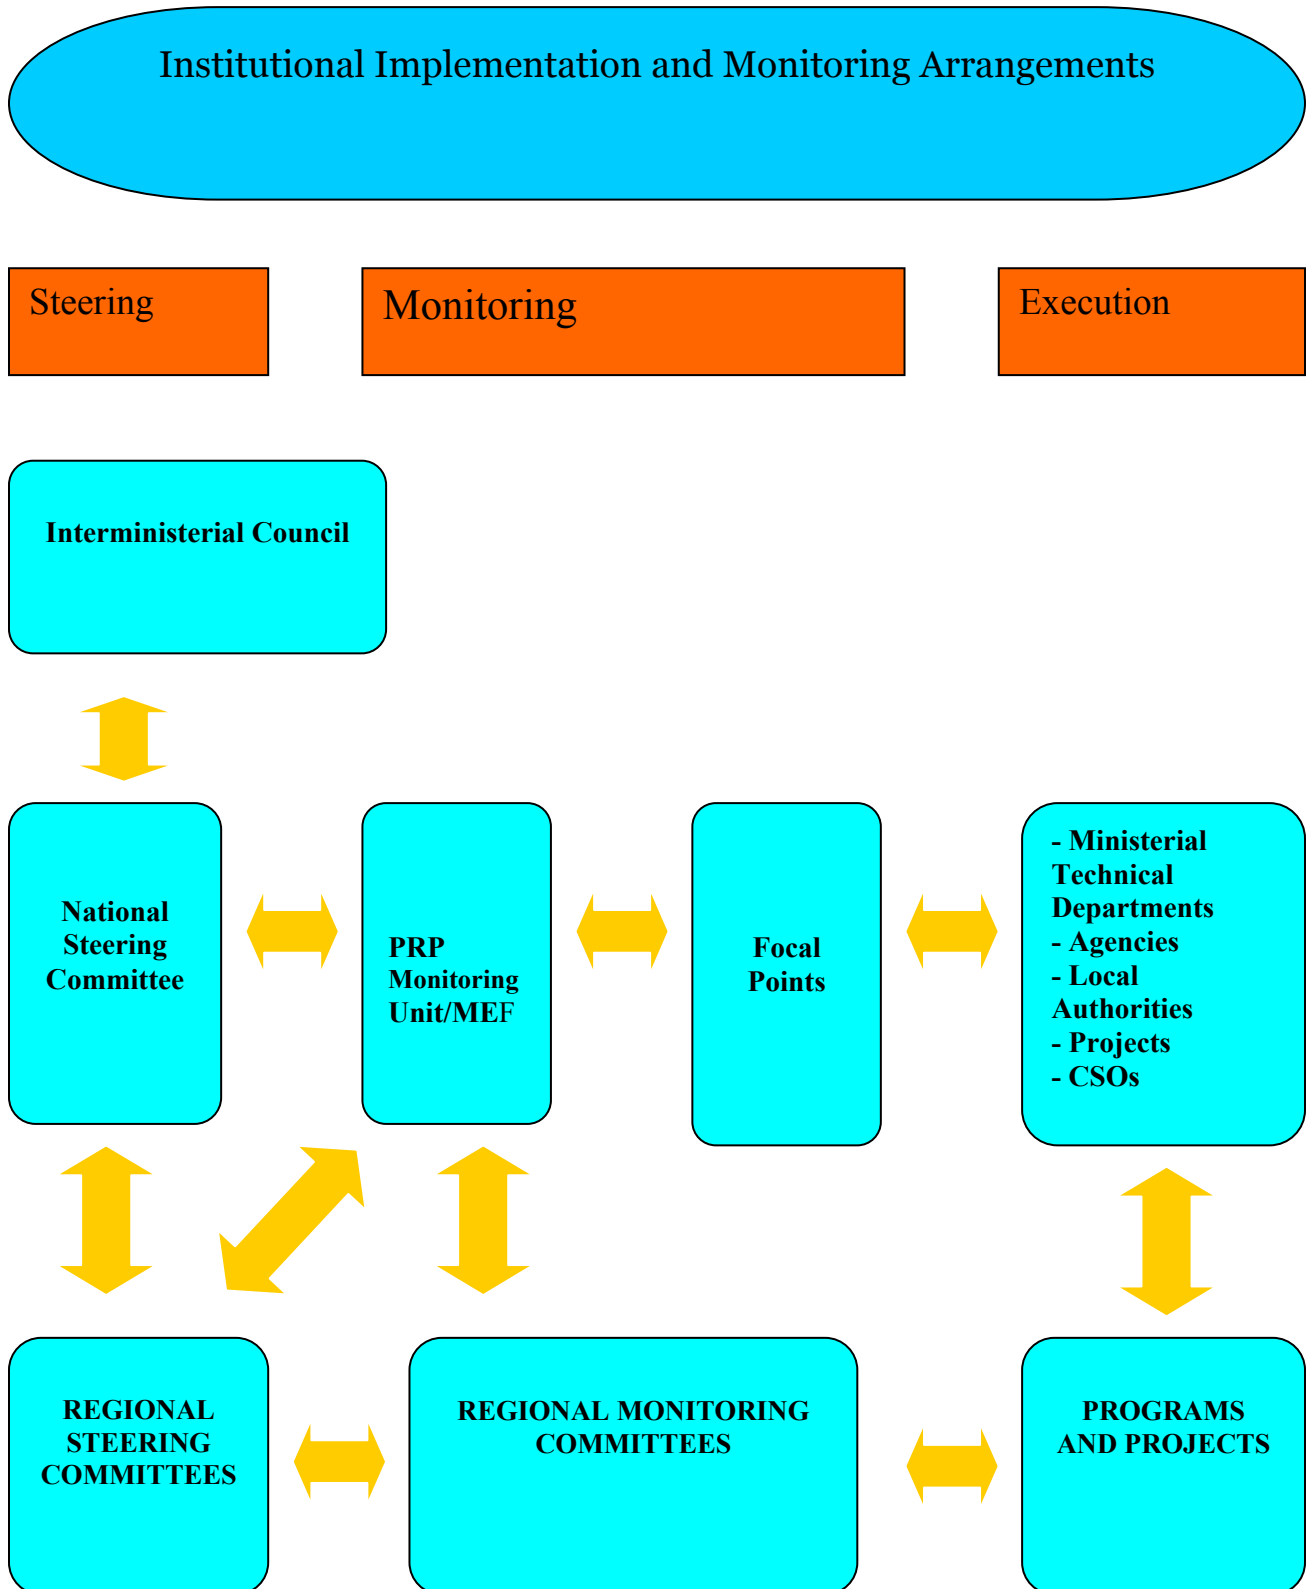 Institutional Implementation and Monitoring Arrangements
Steering
Monitoring
Execution
Interministerial Council
National
Steering
Committee
PRP
Monitoring
Unit/MEF
Focal
Points
- Ministerial
Technical
Departments
- Agencies
- Local
Authorities
- Projects
- CSOs
REGIONAL
STEERING
COMMITTEES
REGIONAL MONITORING
COMMITTEES
PROGRAMS
AND PROJECTS